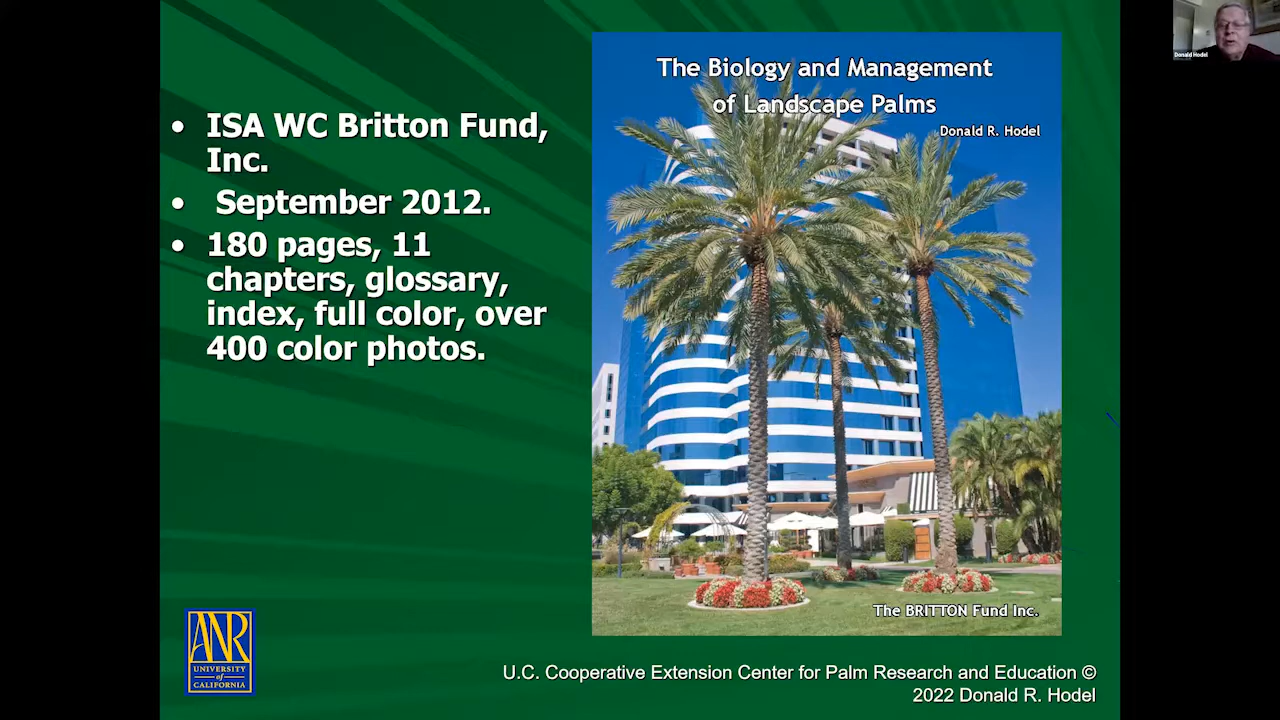 • ISA WC Britton Fund,
Inc.
• September 2012.
• 180 pages, 11
chapters, glossary,
index, full color, over
400 color photos.
The Biology and Management
of Landscape Palms
Donald R. Hodel
The BRITTON Fund Inc.
ANR
UNIVERSITY
of
CALIFORNIA
U.C. Cooperative Extension Center for Palm Research and Education ©
2022 Donald R. Hodel
Donald Hodel